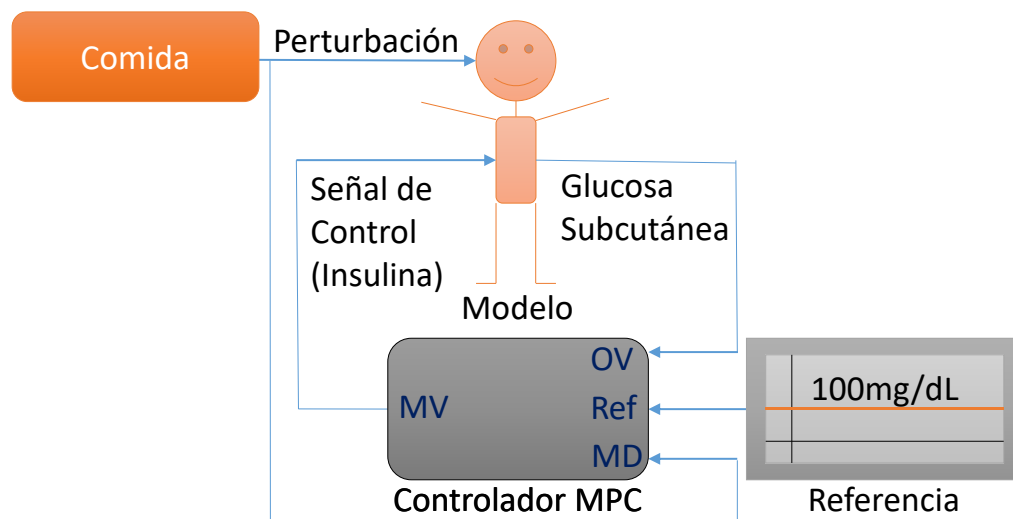 Comida
Perturbación
Señal de
Control
(Insulina)
Glucosa
Subcutánea
Modelo
OV
MV
Ref
MD
Controlador MPC
100mg/dL
Referencia